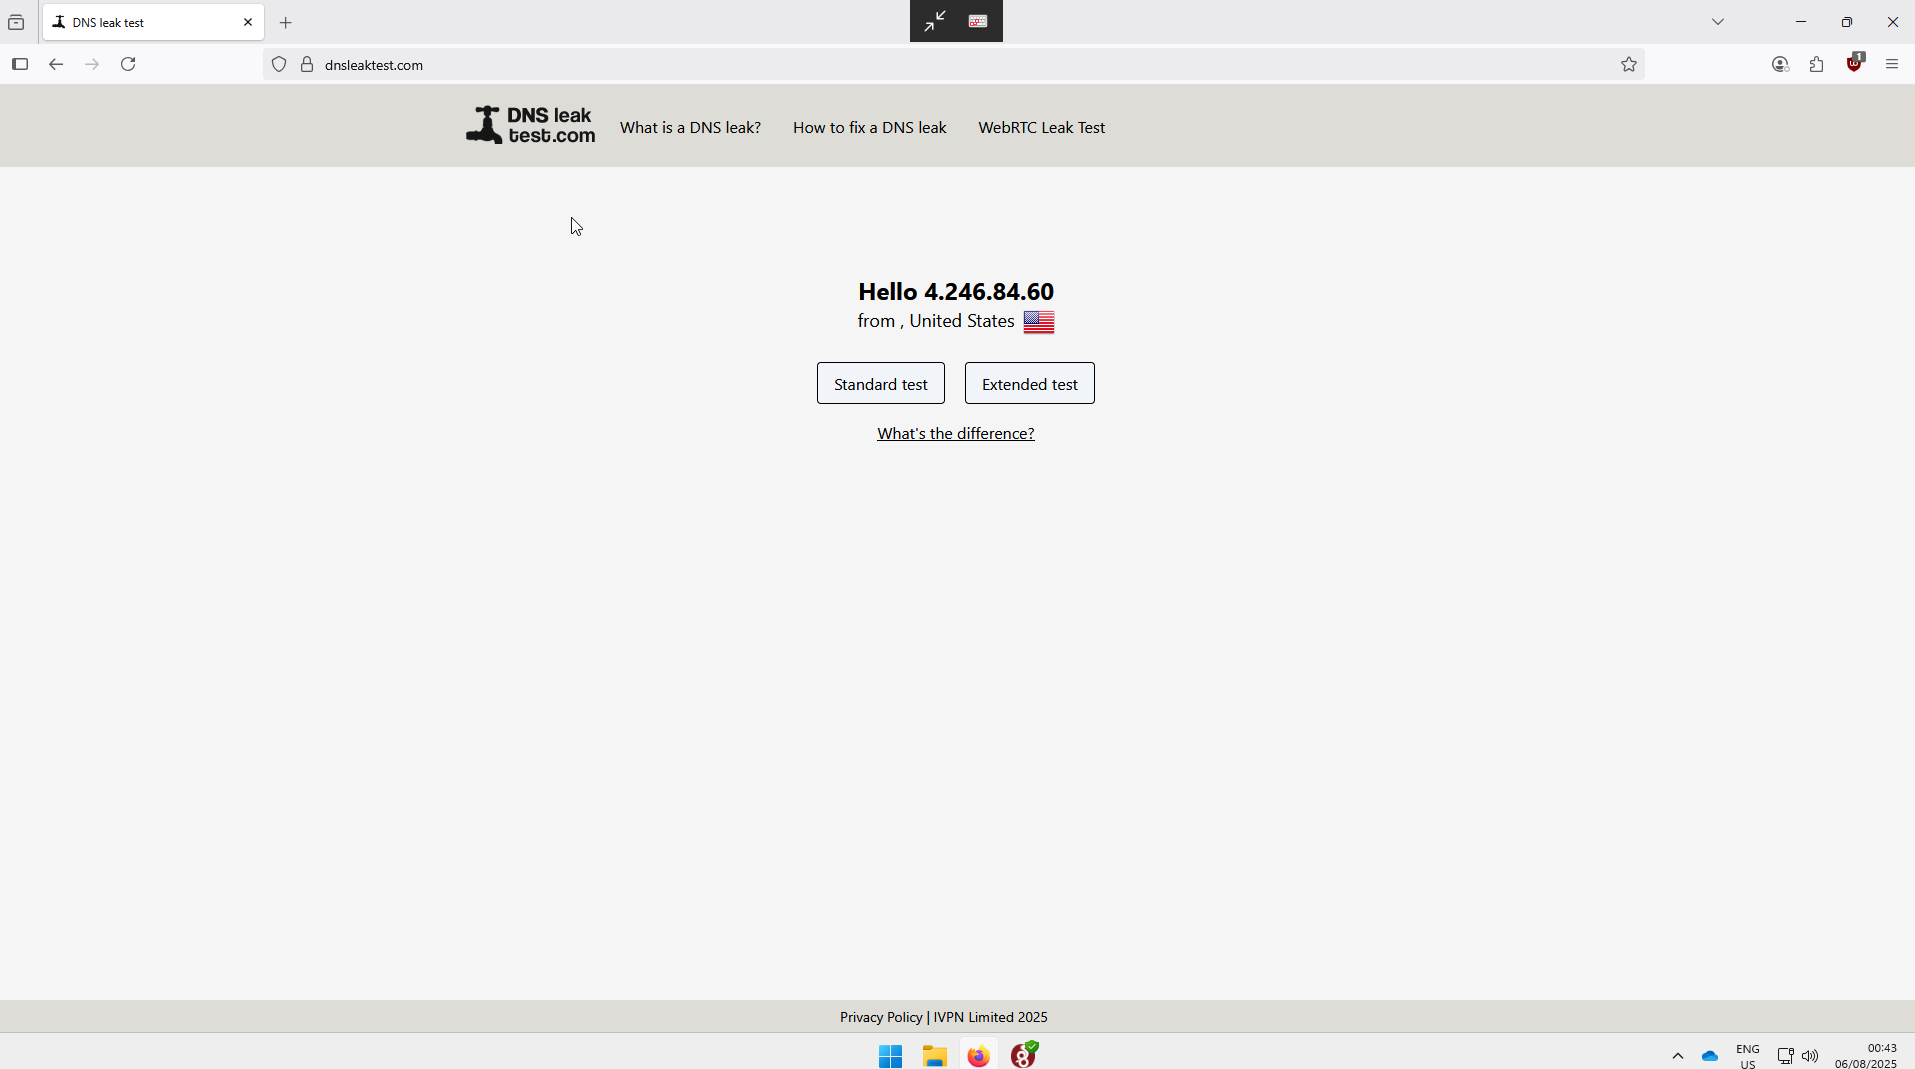 DNS leak test
dnsleaktest.com
1
DNS leak
test.com
What is a DNS leak?
How to fix a DNS leak
WebRTC Leak Test
Hello 4.246.84.60
from , United States
Standard test
Extended test
What's the difference?
Privacy Policy | IVPN Limited 2025
ENG
US
00:43
06/08/2025